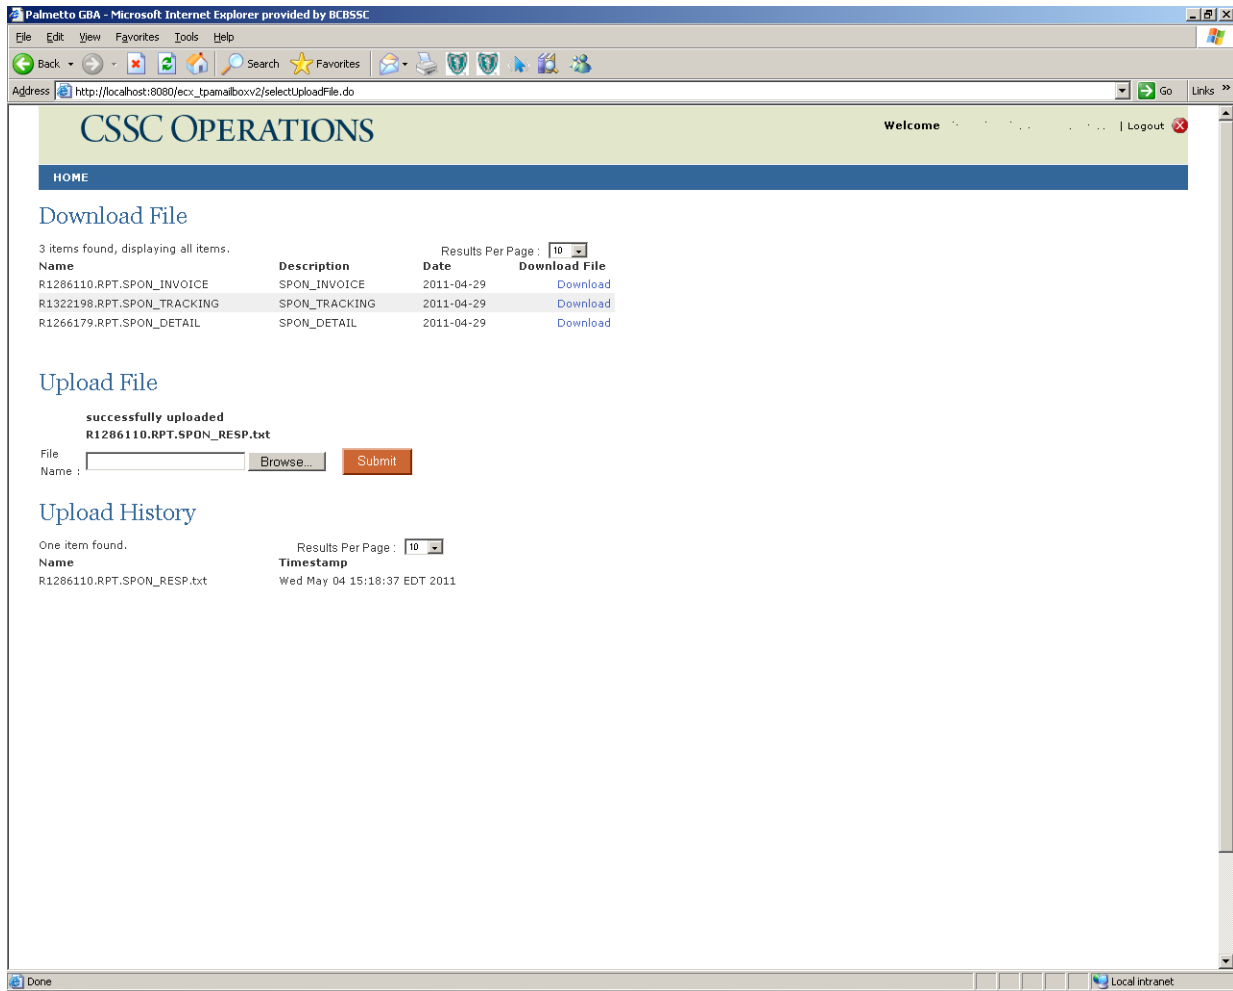 Palmetto GBA - Microsoft Internet Explorer provided by BCBSSC
File Edit View Favorites Tools Help
Back Search Favorites
Address http://localhost:8080/ecx_tpamailboxv2/selectUploadFile.do Go Links »
CSSC OPERATIONS
Welcome | Logout
HOME
Download File
3 items found, displaying all items. Results Per Page : 10
Name Description Date Download File
R1286110.RPT.SPON_INVOICE SPON_INVOICE 2011-04-29 Download
R1322198.RPT.SPON_TRACKING SPON_TRACKING 2011-04-29 Download
R1266179.RPT.SPON_DETAIL SPON_DETAIL 2011-04-29 Download
Upload File
successfully uploaded
R1286110.RPT.SPON_RESP.txt
File
Name : Browse... Submit
Upload History
One item found. Results Per Page : 10
Name Timestamp
R1286110.RPT.SPON_RESP.txt Wed May 04 15:18:37 EDT 2011
Done Local intranet